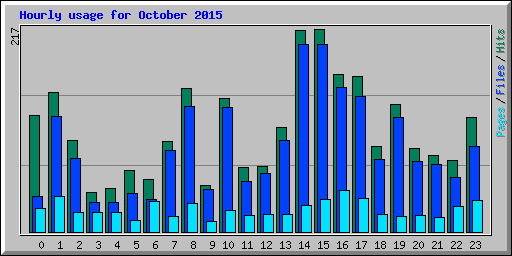 Hourly usage for October 2015
217
Pages / Files / Hits
0 1 2 3 4 5 6 7 8 9 10 11 12 13 14 15 16 17 18 19 20 21 22 23